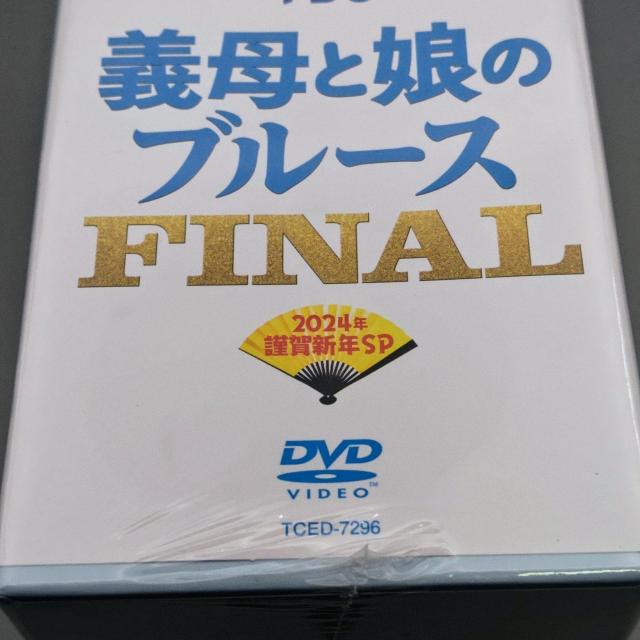 義母と娘の
ブルース
FINAL
2024年
謹賀新年SP
DVD
VIDEO™
TCED-7296